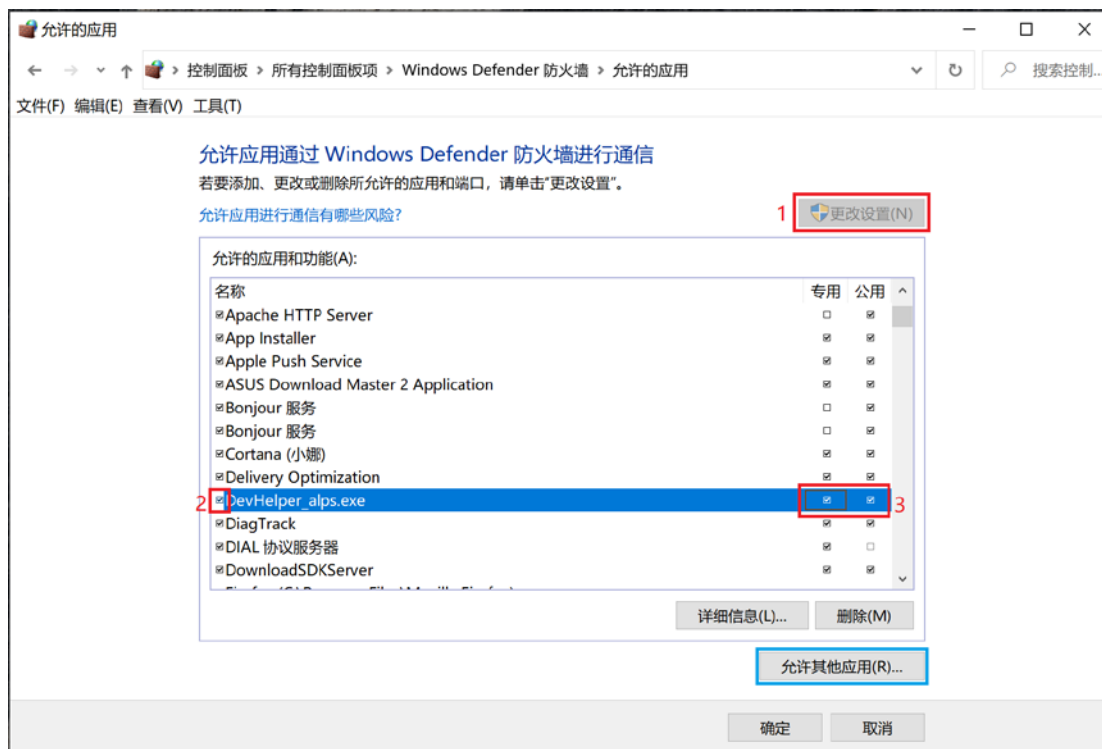 允许的应用
控制面板 > 所有控制面板项 > Windows Defender 防火墙 > 允许的应用
搜索控制...
文件(F) 编辑(E) 查看(V) 工具(T)
允许应用通过 Windows Defender 防火墙进行通信
若要添加、更改或删除所允许的应用和端口，请单击"更改设置"。
允许应用进行通信有哪些风险?
1 更改设置(N)
允许的应用和功能(A):
名称 专用 公用
Apache HTTP Server
App Installer
Apple Push Service
ASUS Download Master 2 Application
Bonjour 服务
Bonjour 服务
Cortana (小娜)
Delivery Optimization
2 DevHelper_alps.exe 3
DiagTrack
DIAL 协议服务器
DownloadSDKServer
详细信息(L)... 删除(M)
允许其他应用(R)...
确定 取消